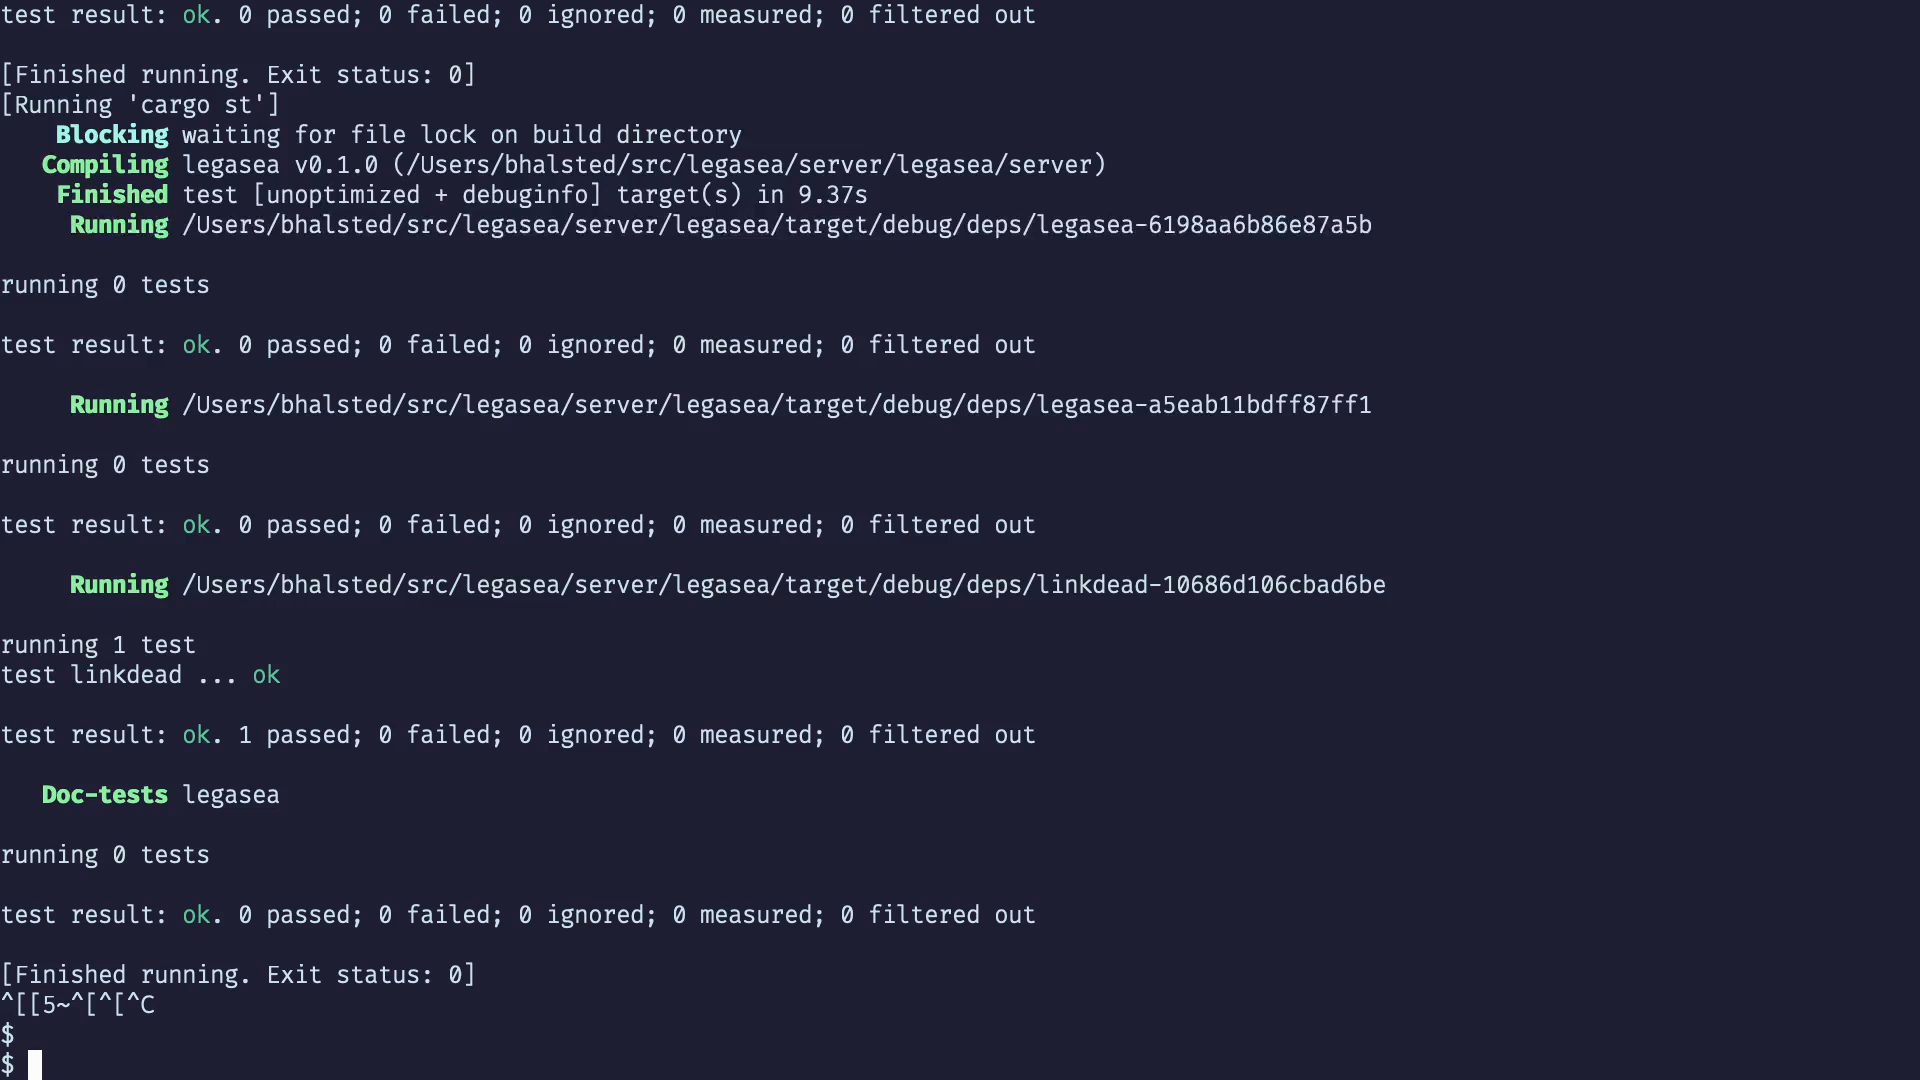 test result: ok. 0 passed; 0 failed; 0 ignored; 0 measured; 0 filtered out
[Finished running. Exit status: 0]
[Running 'cargo st']
Blocking waiting for file lock on build directory
Compiling legasea v0.1.0 (/Users/bhalsted/src/legasea/server/legasea/server)
Finished test [unoptimized + debuginfo] target(s) in 9.37s
Running /Users/bhalsted/src/legasea/server/legasea/target/debug/deps/legasea-6198aa6b86e87a5b
running 0 tests
test result: ok. 0 passed; 0 failed; 0 ignored; 0 measured; 0 filtered out
Running /Users/bhalsted/src/legasea/server/legasea/target/debug/deps/legasea-a5eab11bdff87ff1
running 0 tests
test result: ok. 0 passed; 0 failed; 0 ignored; 0 measured; 0 filtered out
Running /Users/bhalsted/src/legasea/server/legasea/target/debug/deps/linkdead-10686d106cbad6be
running 1 test
test linkdead ... ok
test result: ok. 1 passed; 0 failed; 0 ignored; 0 measured; 0 filtered out
Doc-tests legasea
running 0 tests
test result: ok. 0 passed; 0 failed; 0 ignored; 0 measured; 0 filtered out
[Finished running. Exit status: 0]
^[[5~^[^[^C
$
$